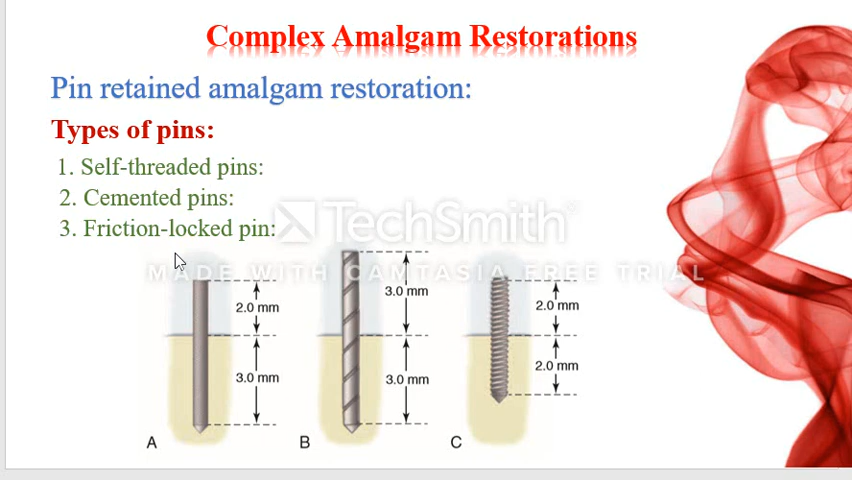 Complex Amalgam Restorations
Pin retained amalgam restoration:
Types of pins:
1. Self-threaded pins:
2. Cemented pins:
3. Friction-locked pin:
TechSmith
MADE WITH CAMTASIA FREE TRIAL
2.0 mm
3.0 mm
A
3.0 mm
3.0 mm
B
2.0 mm
2.0 mm
C